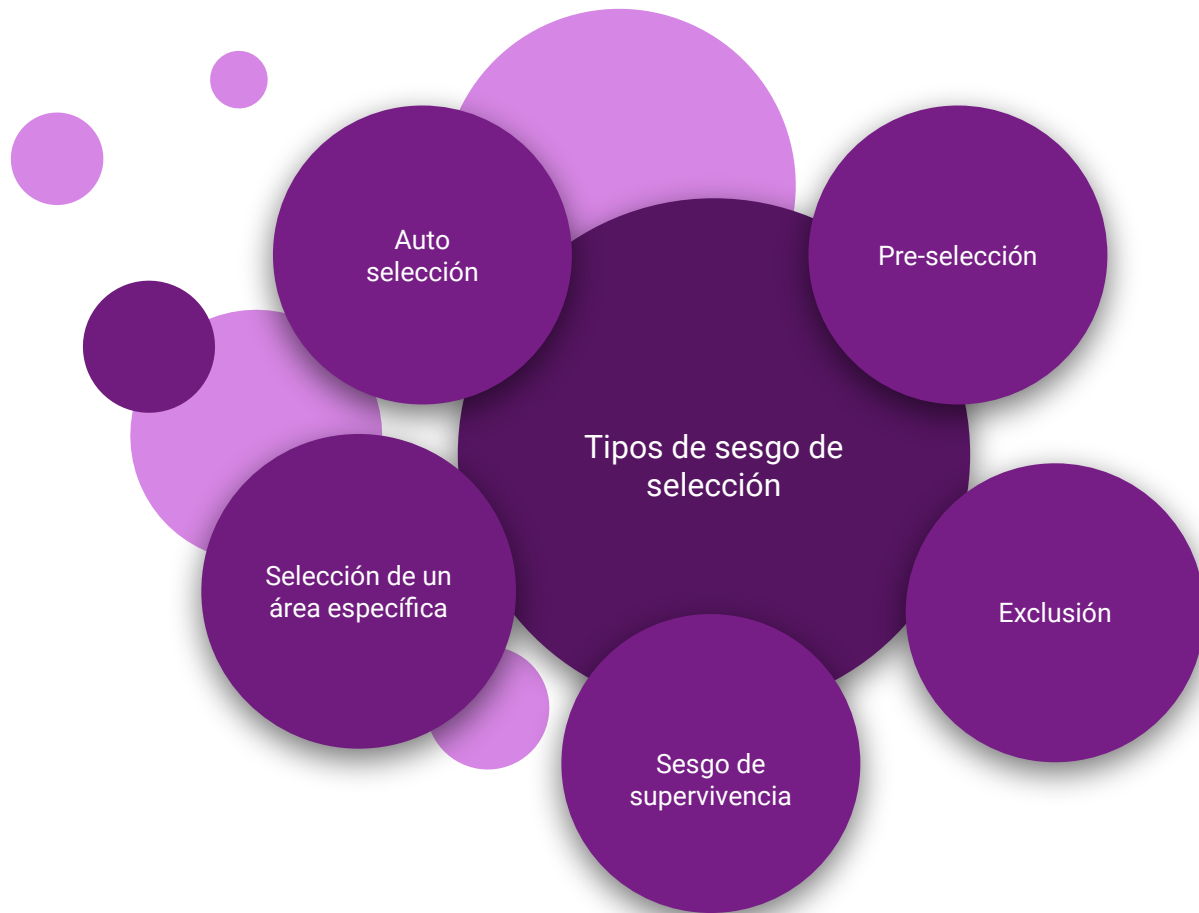 Auto
selección
Pre-selección
Tipos de sesgo de
selección
Selección de un
área específica
Exclusión
Sesgo de
supervivencia